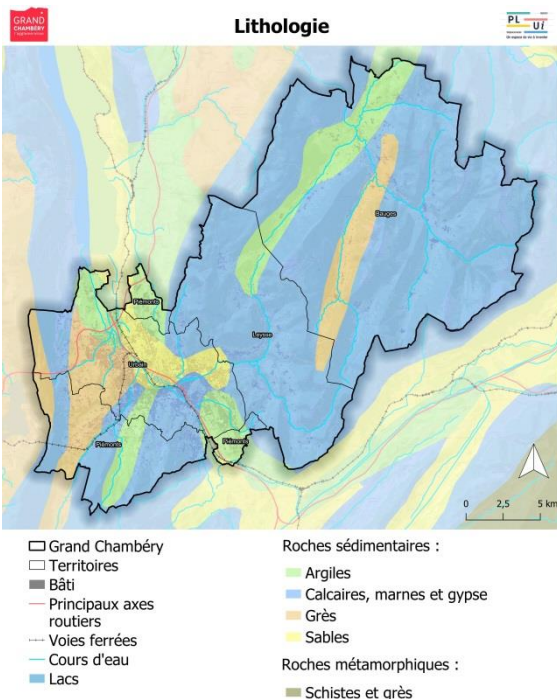 GRAND
CHAMBÉRY
Lithologie
PL
Ui
Bauges
Piémonts
Leysse
Urbain
Piémonts
Piémonts
0 2,5 5 km
Grand Chambéry
Territoires
Bâti
Principaux axes
routiers
Voies ferrées
Cours d'eau
Lacs
Roches sédimentaires :
Argiles
Calcaires, marnes et gypse
Grès
Sables
Roches métamorphiques :
Schistes et grès